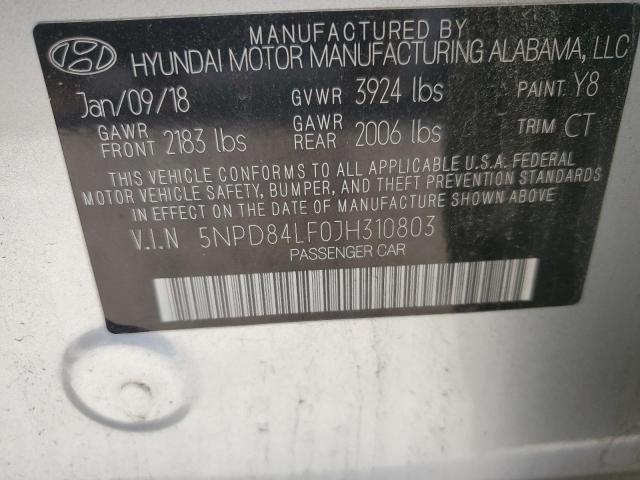 MANUFACTURED BY
HYUNDAI MOTOR MANUFACTURING ALABAMA, LLC
Jan/09/18 GVWR 3924 lbs PAINT Y8
GAWR FRONT 2183 lbs GAWR REAR 2006 lbs TRIM CT
THIS VEHICLE CONFORMS TO ALL APPLICABLE U.S.A. FEDERAL
MOTOR VEHICLE SAFETY, BUMPER, AND THEFT PREVENTION STANDARDS
IN EFFECT ON THE DATE OF MANUFACTURE SHOWN ABOVE.
V.I.N 5NPD84LF0JH310803
PASSENGER CAR